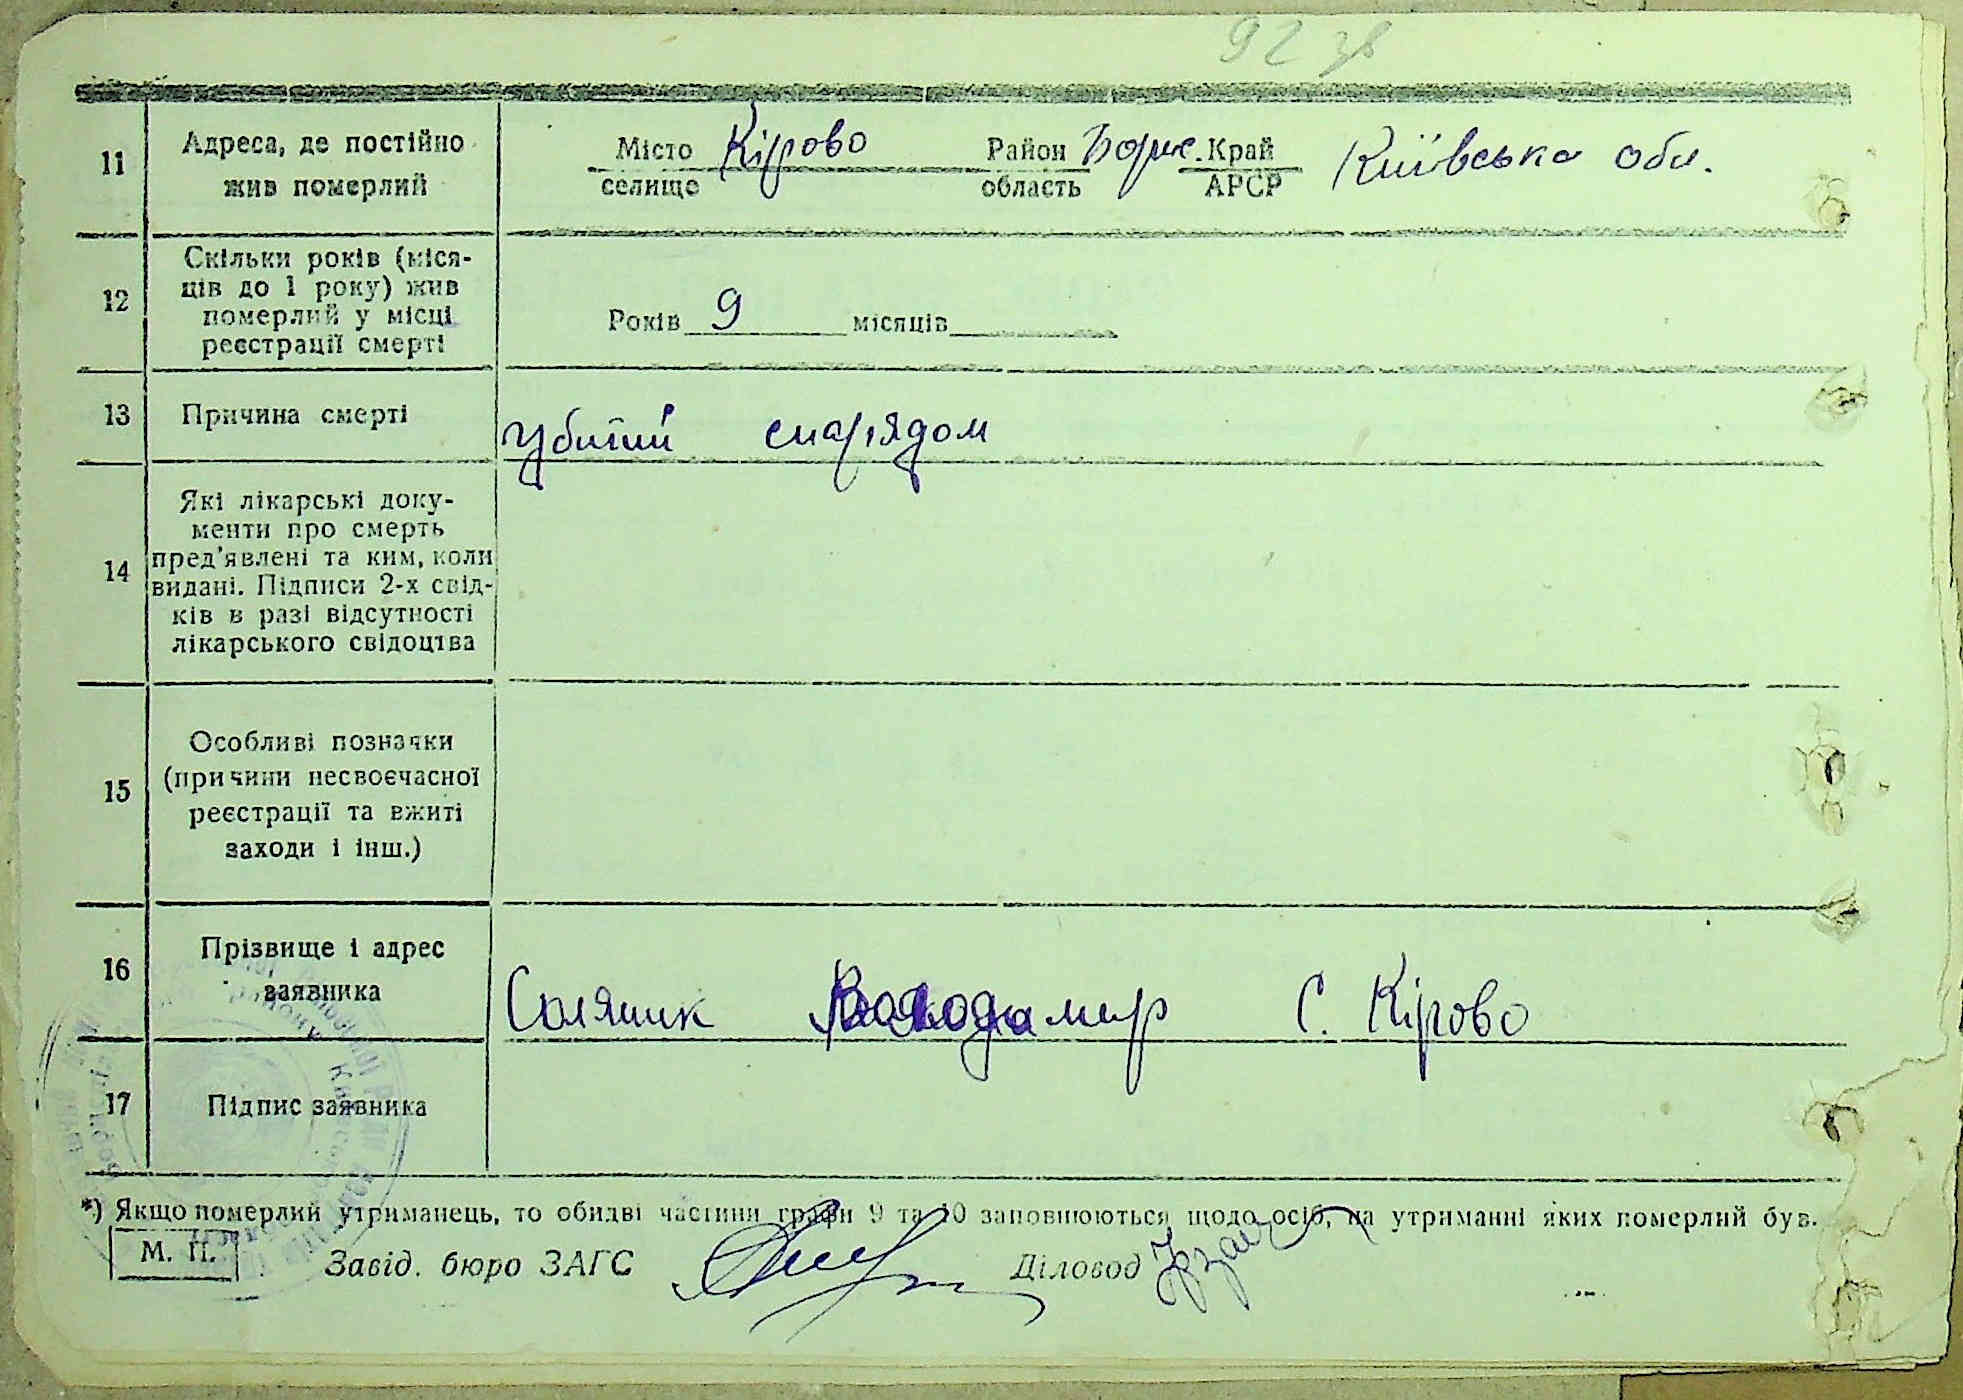 92 зв
11 Адреса, де постійно жив померлий Місто селище Кірово Район область Борис. Край АРСР Київська обл.
12 Скільки років (міся-
ців до 1 року) жив
померлий у місці
реєстрації смерті Років 9 місяців
13 Причина смерті Убитий снарядом
14 Які лікарські доку-
менти про смерть
пред'явлені та ким, коли
видані. Підписи 2-х свід-
ків в разі відсутності
лікарського свідоцтва
15 Особливі позначки
(причини несвоєчасної
реєстрації та вжиті
заходи і інш.)
16 Прізвище і адрес
заявника Соляник Володимир С. Кірово
17 Підпис заявника
*) Якщо померлий утриманець, то обидві частини графи 9 та 10 заповнюються щодо осіб, на утриманні яких померлий був.
М. П. Завід. бюро ЗАГС Діловод